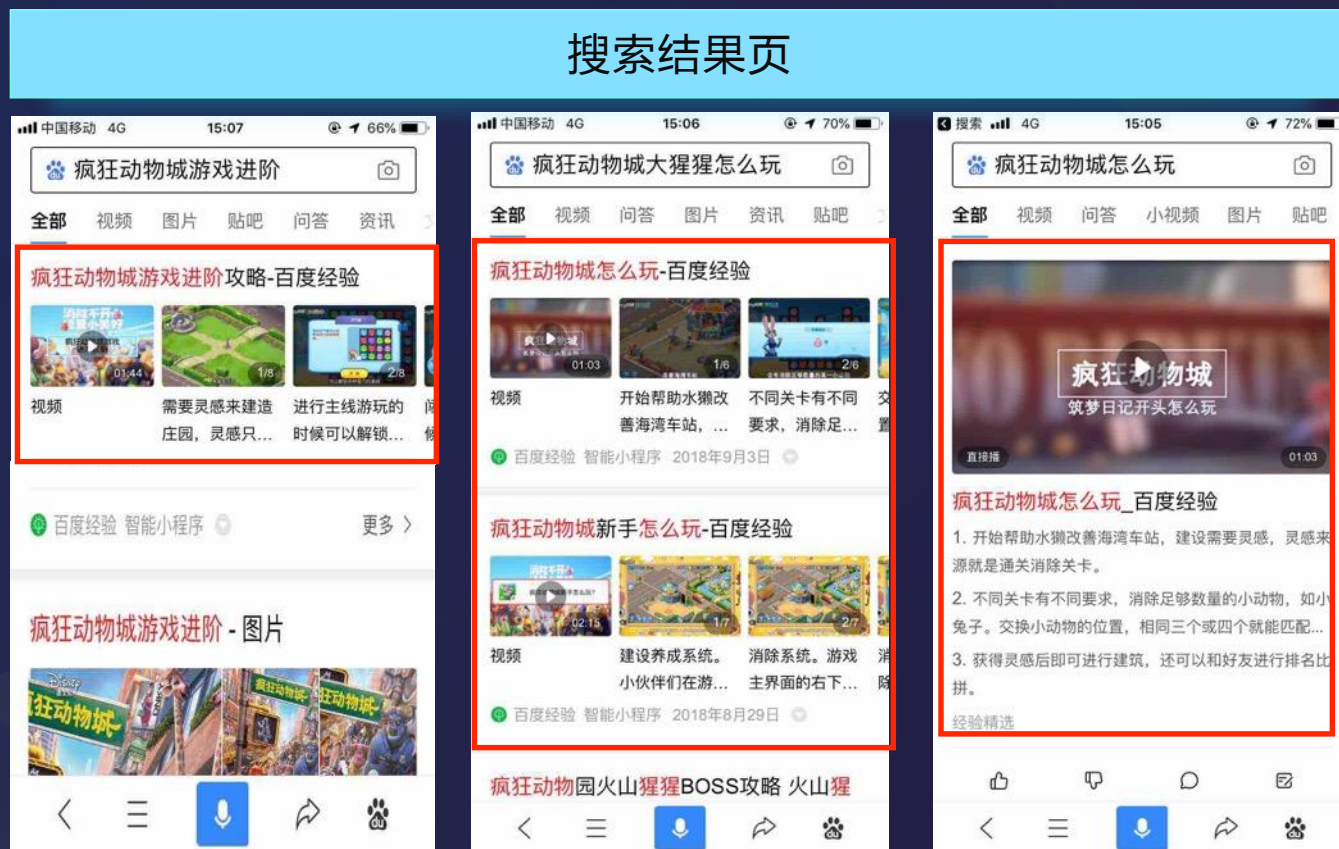 搜索结果页
中国移动 4G 15:07 66%
疯狂动物城游戏进阶
全部 视频 图片 贴吧 问答 资讯
疯狂动物城游戏进阶攻略-百度经验
01:44 1/8 2/8
视频 需要灵感来建造 进行主线游玩的
庄园，灵感只... 时候可以解锁...
百度经验 智能小程序 更多
疯狂动物城游戏进阶 - 图片
Disney
疯狂动物城
中国移动 4G 15:06 70%
疯狂动物城大猩猩怎么玩
全部 视频 问答 图片 资讯 贴吧
疯狂动物城怎么玩-百度经验
疯狂动物城
01:03 1/6 2/6
视频 开始帮助水獭改 不同关卡有不同
善海湾车站，... 要求，消除足...
百度经验 智能小程序 2018年9月3日
疯狂动物城新手怎么玩-百度经验
02:15 1/7 2/7
视频 建设养成系统。 消除系统。游戏
小伙伴们在游... 主界面的右下...
百度经验 智能小程序 2018年8月29日
疯狂动物园火山猩猩BOSS攻略 火山猩
搜索 4G 15:05 72%
疯狂动物城怎么玩
全部 视频 问答 小视频 图片 贴吧
疯狂动物城
筑梦日记开头怎么玩
直接播 01:03
疯狂动物城怎么玩_百度经验
1. 开始帮助水獭改善海湾车站，建设需要灵感，灵感来
源就是通关消除关卡。
2. 不同关卡有不同要求，消除足够数量的小动物，如小
兔子。交换小动物的位置，相同三个或四个就能匹配...
3. 获得灵感后即可进行建筑，还可以和好友进行排名比
拼。
经验精选